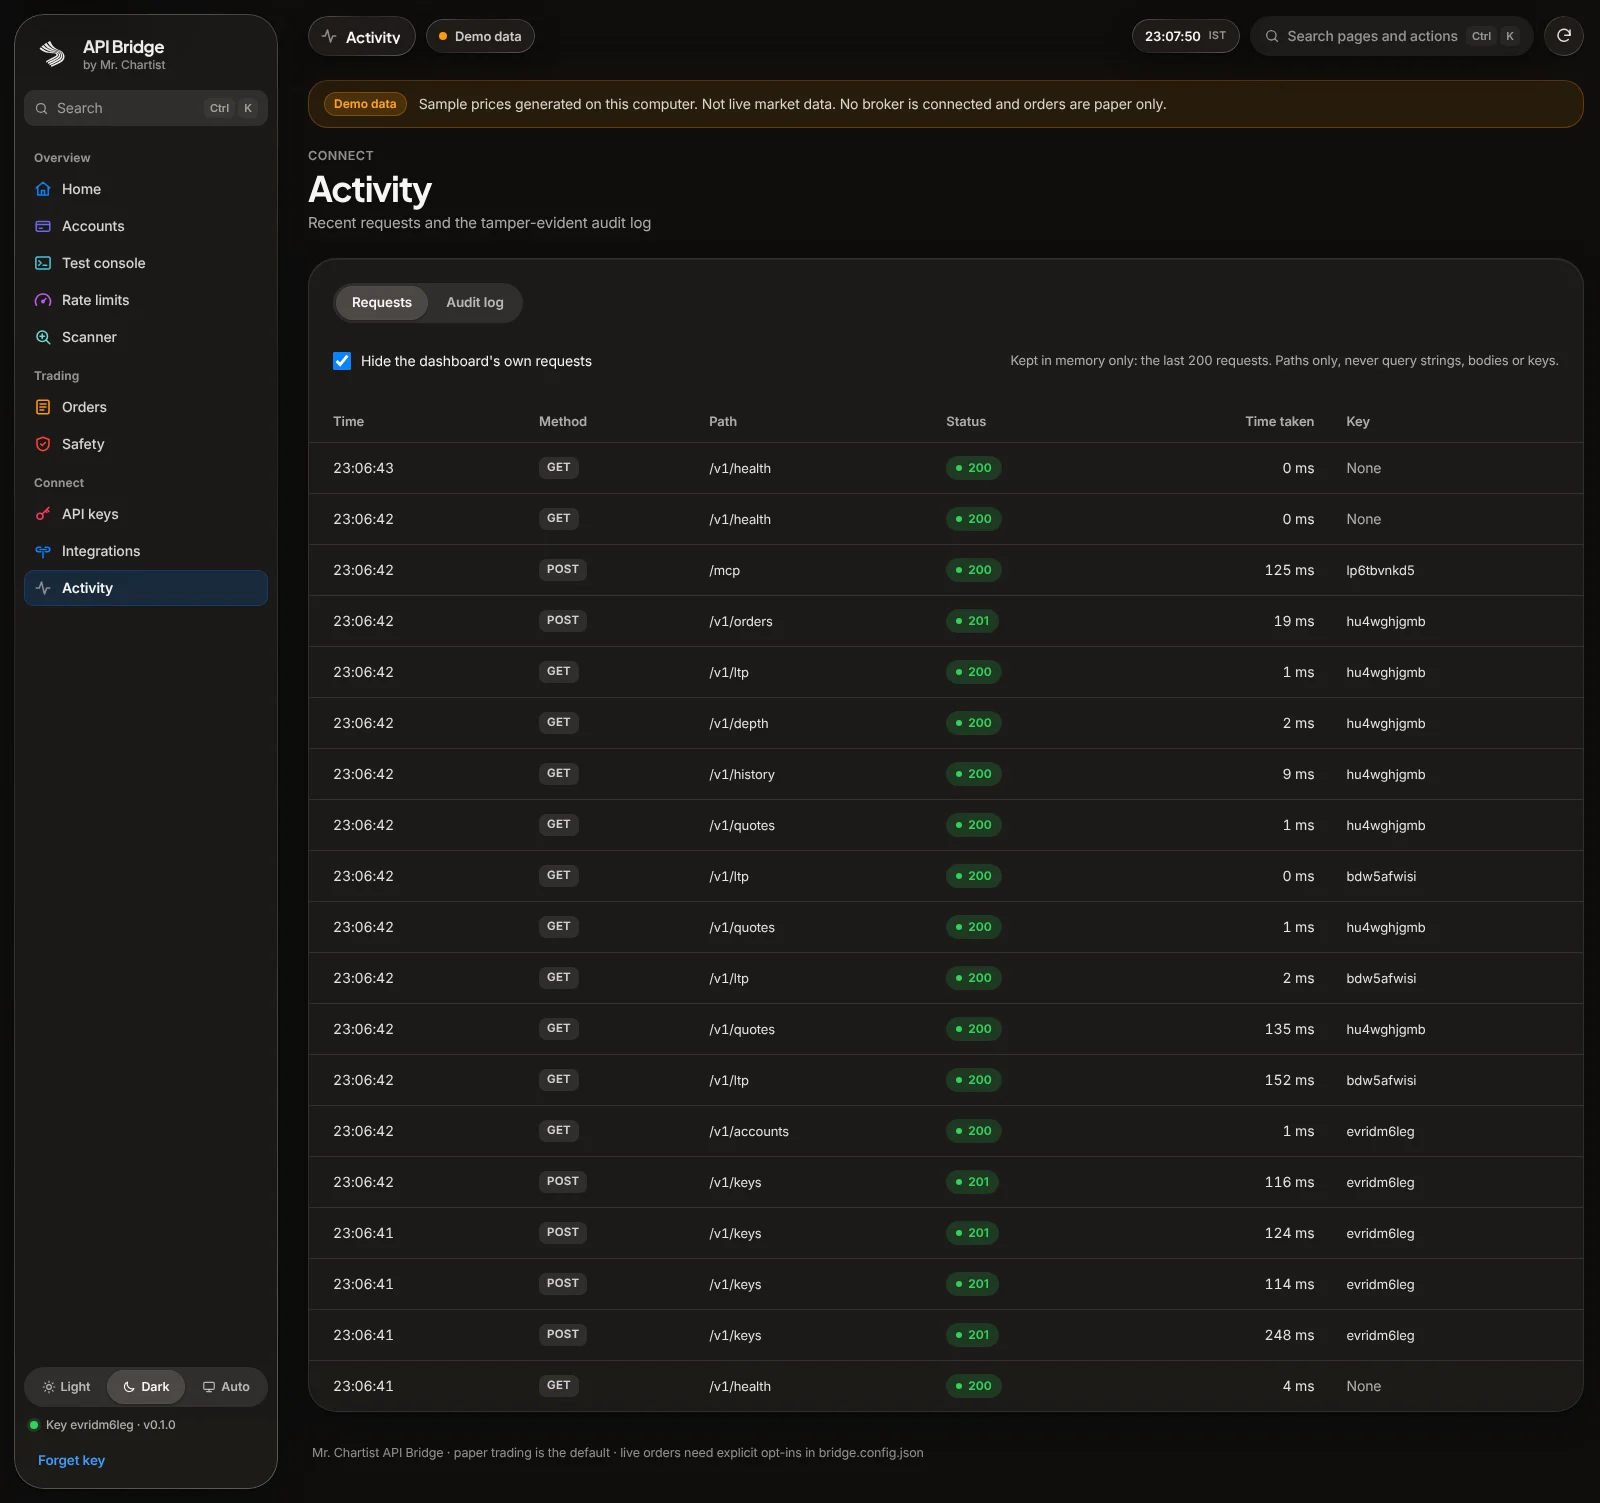 API Bridge
by Mr. Chartist
Search Ctrl K
Overview
Home
Accounts
Test console
Rate limits
Scanner
Trading
Orders
Safety
Connect
API keys
Integrations
Activity
Light Dark Auto
Key evridm6leg · v0.1.0
Forget key
Activity Demo data 23:07:50 IST Search pages and actions Ctrl K
Demo data Sample prices generated on this computer. Not live market data. No broker is connected and orders are paper only.
CONNECT
Activity
Recent requests and the tamper-evident audit log
Requests Audit log
Hide the dashboard's own requests Kept in memory only: the last 200 requests. Paths only, never query strings, bodies or keys.
Time Method Path Status Time taken Key
23:06:43 GET /v1/health 200 0 ms None
23:06:42 GET /v1/health 200 0 ms None
23:06:42 POST /mcp 200 125 ms lp6tbvnkd5
23:06:42 POST /v1/orders 201 19 ms hu4wghjgmb
23:06:42 GET /v1/ltp 200 1 ms hu4wghjgmb
23:06:42 GET /v1/depth 200 2 ms hu4wghjgmb
23:06:42 GET /v1/history 200 9 ms hu4wghjgmb
23:06:42 GET /v1/quotes 200 1 ms hu4wghjgmb
23:06:42 GET /v1/ltp 200 0 ms bdw5afwisi
23:06:42 GET /v1/quotes 200 1 ms hu4wghjgmb
23:06:42 GET /v1/ltp 200 2 ms bdw5afwisi
23:06:42 GET /v1/quotes 200 135 ms hu4wghjgmb
23:06:42 GET /v1/ltp 200 152 ms bdw5afwisi
23:06:42 GET /v1/accounts 200 1 ms evridm6leg
23:06:42 POST /v1/keys 201 116 ms evridm6leg
23:06:41 POST /v1/keys 201 124 ms evridm6leg
23:06:41 POST /v1/keys 201 114 ms evridm6leg
23:06:41 POST /v1/keys 201 248 ms evridm6leg
23:06:41 GET /v1/health 200 4 ms None
Mr. Chartist API Bridge · paper trading is the default · live orders need explicit opt-ins in bridge.config.json